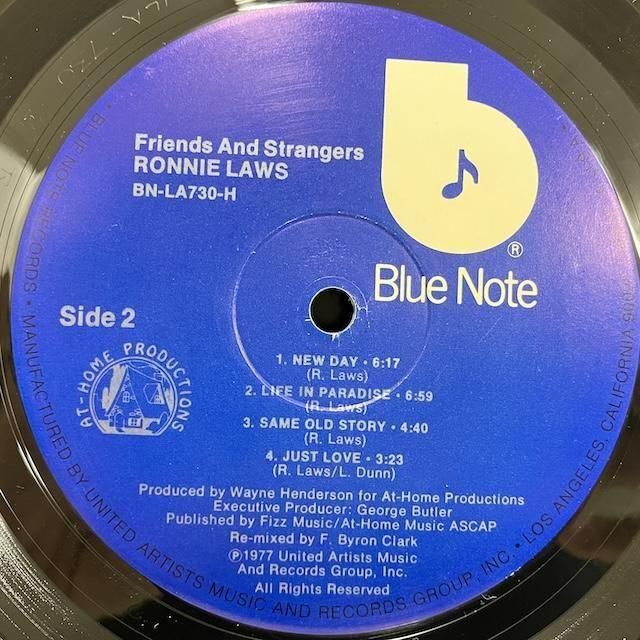 Friends And Strangers
RONNIE LAWS
BN-LA730-H
®
Blue Note
Side 2
AT-HOME PRODUCTIONS
1. NEW DAY • 6:17
(R. Laws)
2. LIFE IN PARADISE • 6:59
(R. Laws)
3. SAME OLD STORY • 4:40
(R. Laws)
4. JUST LOVE • 3:23
(R. Laws/L. Dunn)
Produced by Wayne Henderson for At-Home Productions
Executive Producer: George Butler
Published by Fizz Music/At-Home Music ASCAP
Re-mixed by F. Byron Clark
℗1977 United Artists Music
And Records Group, Inc.
All Rights Reserved
• BLUE NOTE RECORDS • MANUFACTURED BY UNITED ARTISTS MUSIC AND RECORDS GROUP, INC. • LOS ANGELES, CALIFORNIA